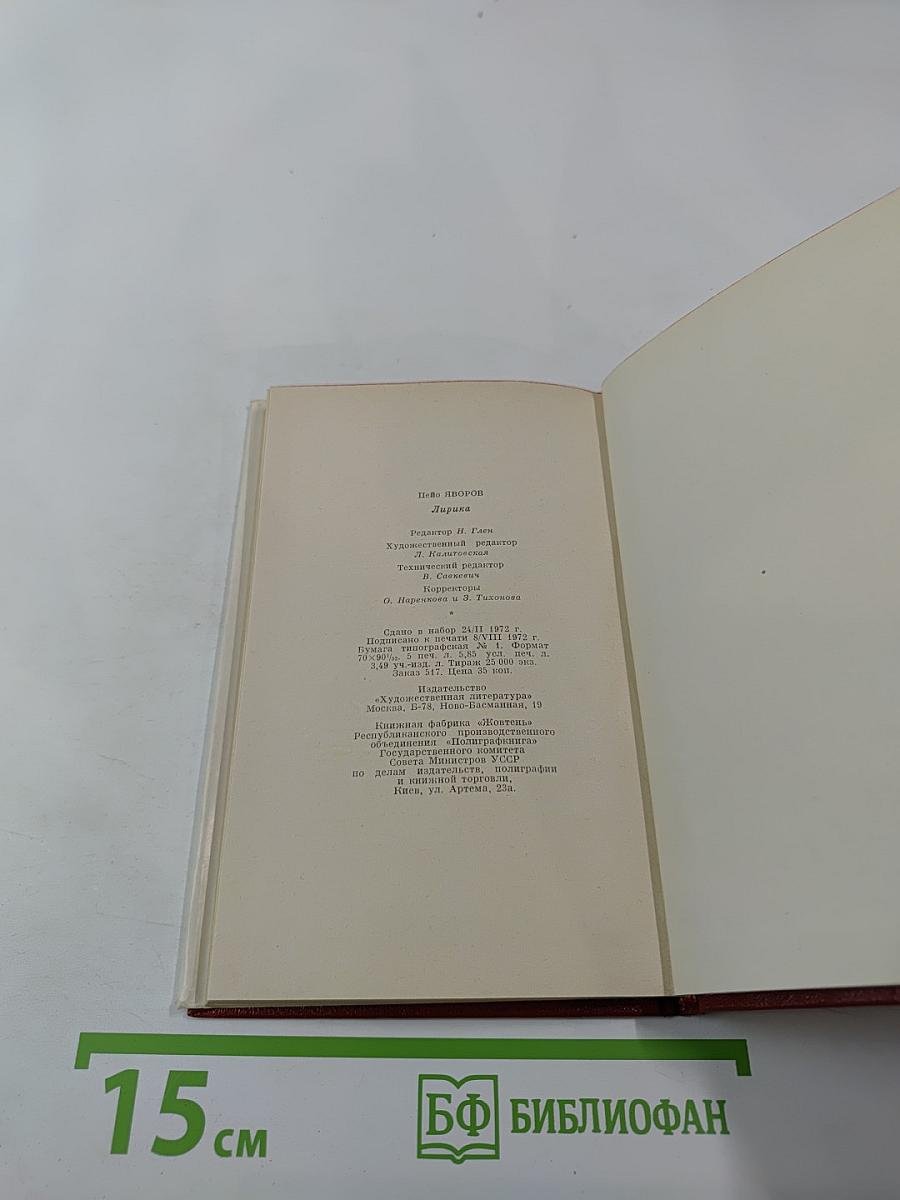 Пейо ЯВОРОВ
Лирика
Редактор Н. Глен
Художественный редактор
Л. Калитовская
Технический редактор
В. Савкевич
Корректоры
О. Наренкова и З. Тихонова
*
Сдано в набор 24/II 1972 г.
Подписано к печати 8/VIII 1972 г.
Бумага типографская № 1. Формат
70×90¹/₃₂. 5 печ. л. 5,85 усл. печ. л.
3,49 уч.-изд. л. Тираж 25 000 экз.
Заказ 517. Цена 35 коп.
Издательство
«Художественная литература»
Москва, Б-78, Ново-Басманная, 19
Книжная фабрика «Жовтень»
Республиканского производственного
объединения «Полиграфкнига»
Государственного комитета
Совета Министров УССР
по делам издательств, полиграфии
и книжной торговли,
Киев, ул. Артема, 23а.
15 см
БФ БИБЛИОФАН